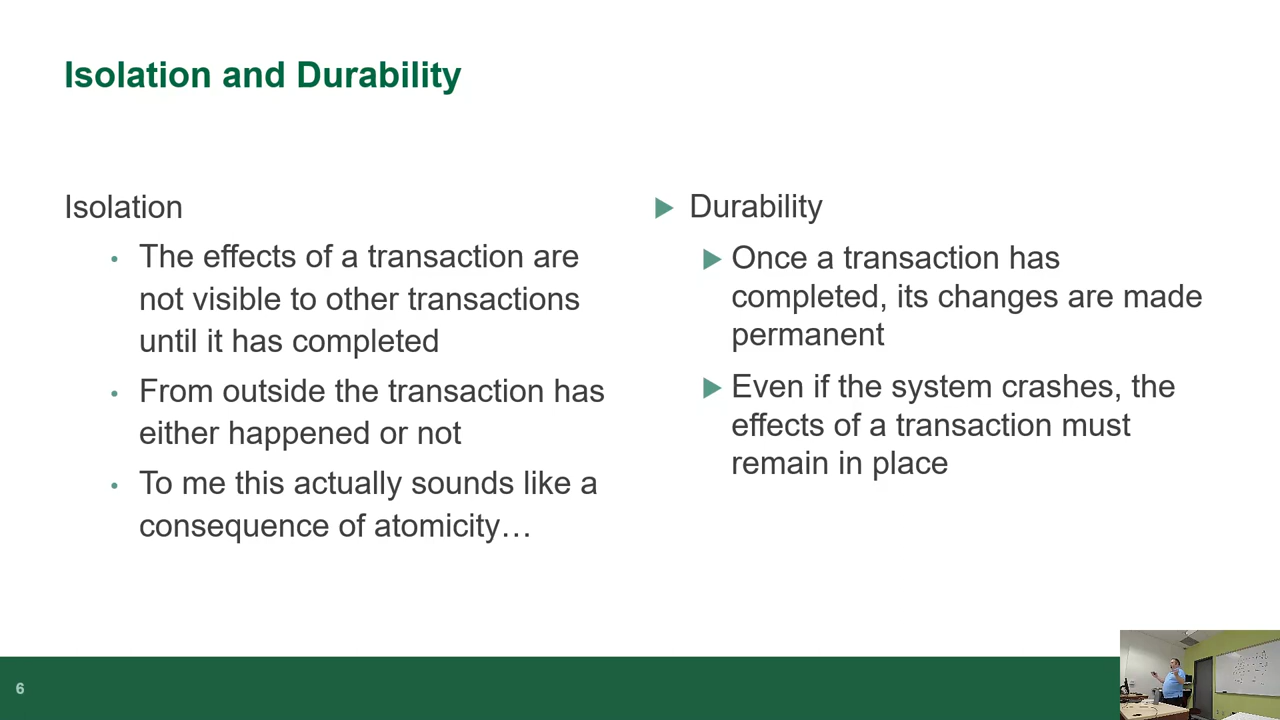 Isolation and Durability
Isolation
• The effects of a transaction are
not visible to other transactions
until it has completed
• From outside the transaction has
either happened or not
• To me this actually sounds like a
consequence of atomicity…
Durability
Once a transaction has
completed, its changes are made
permanent
Even if the system crashes, the
effects of a transaction must
remain in place
6